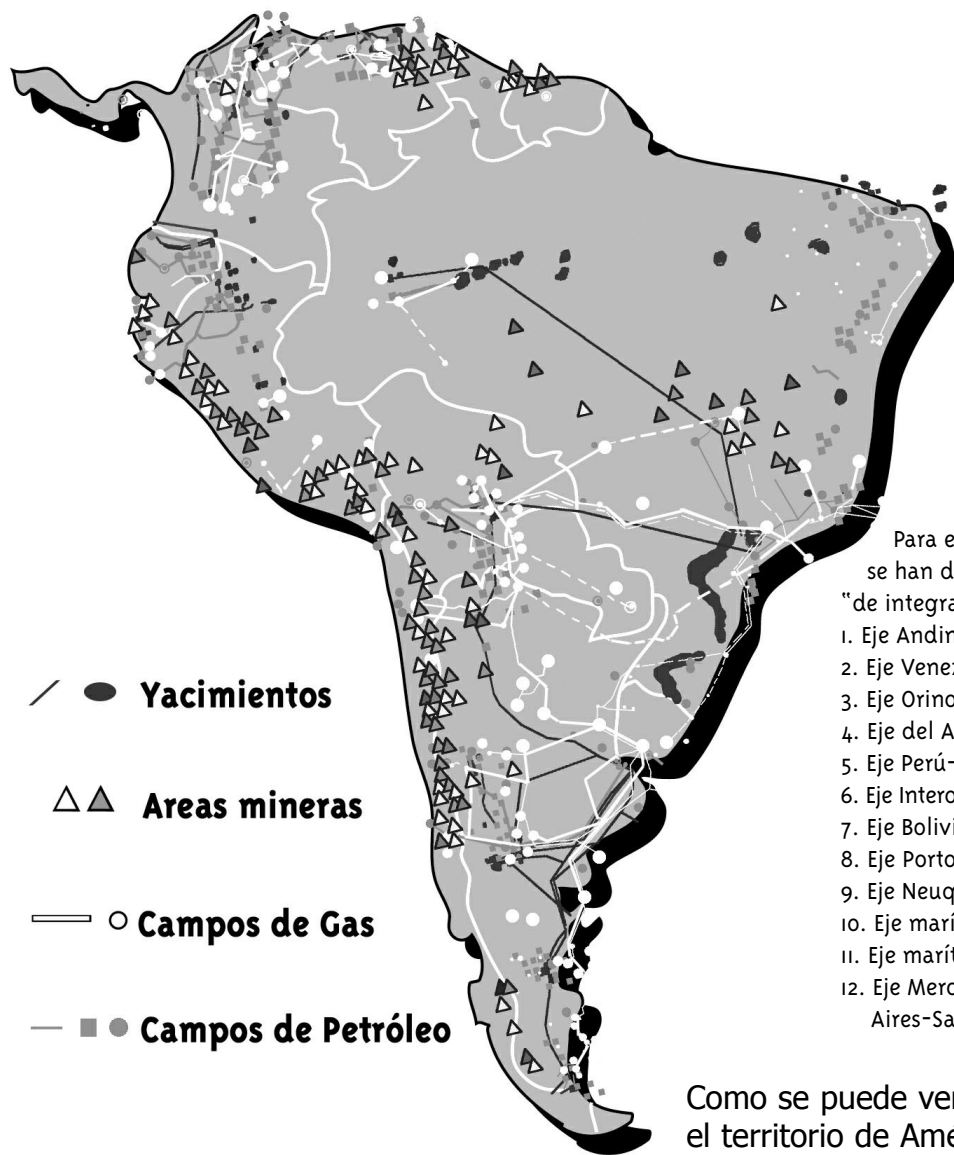 Yacimientos
Areas mineras
Campos de Gas
Campos de Petróleo
Para e
se han d
“de integra
1. Eje Andin
2. Eje Vene
3. Eje Orino
4. Eje del A
5. Eje Perú-
6. Eje Intero
7. Eje Bolivi
8. Eje Porto
9. Eje Neuq
10. Eje marí
11. Eje marít
12. Eje Merc
Aires-Sa
Como se puede ver
el territorio de Amé